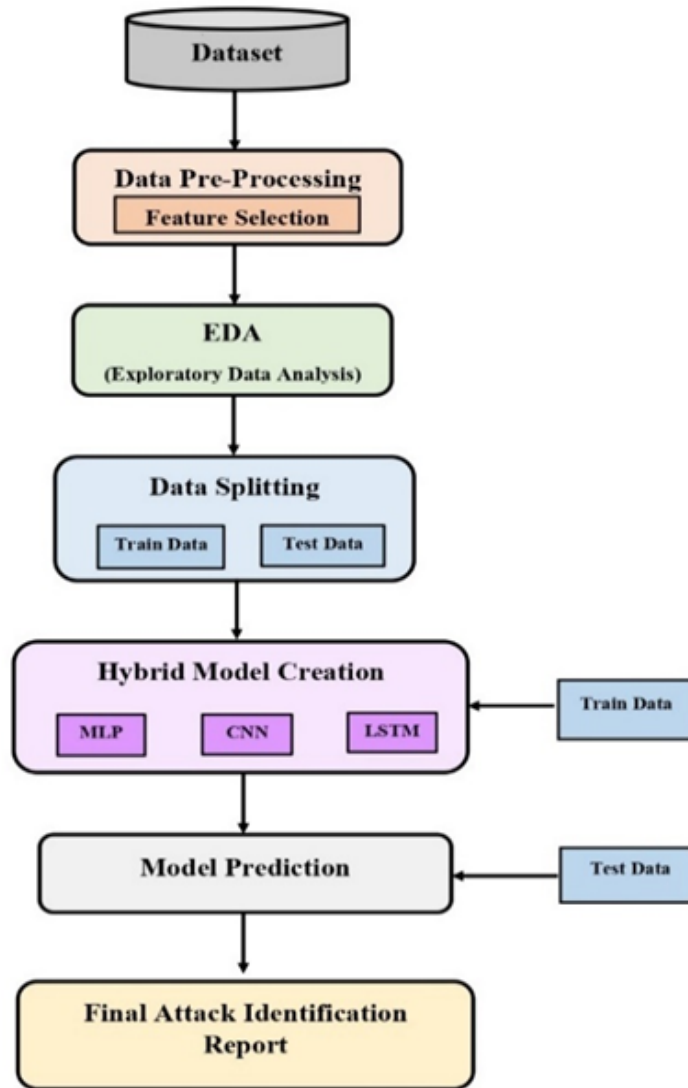 Dataset
Data Pre-Processing
Feature Selection
EDA
(Exploratory Data Analysis)
Data Splitting
Train Data
Test Data
Hybrid Model Creation
MLP
CNN
LSTM
Train Data
Model Prediction
Test Data
Final Attack Identification
Report